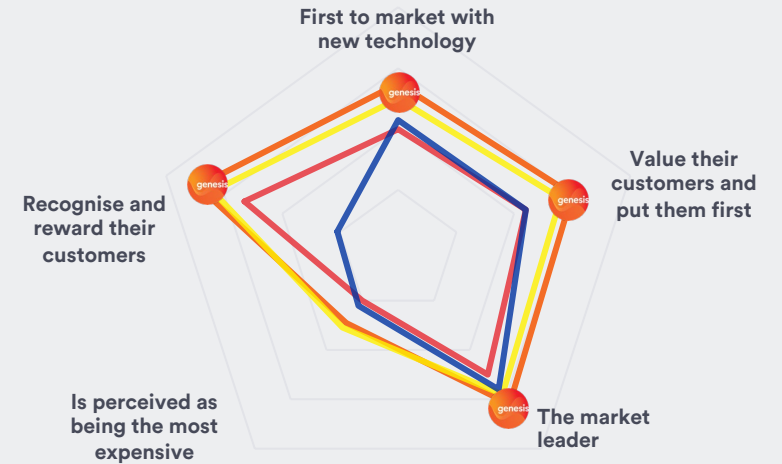 First to market with
new technology
genesis
genesis
Value their
customers and
put them first
genesis
Recognise and
reward their
customers
Is perceived as
being the most
expensive
genesis
The market
leader